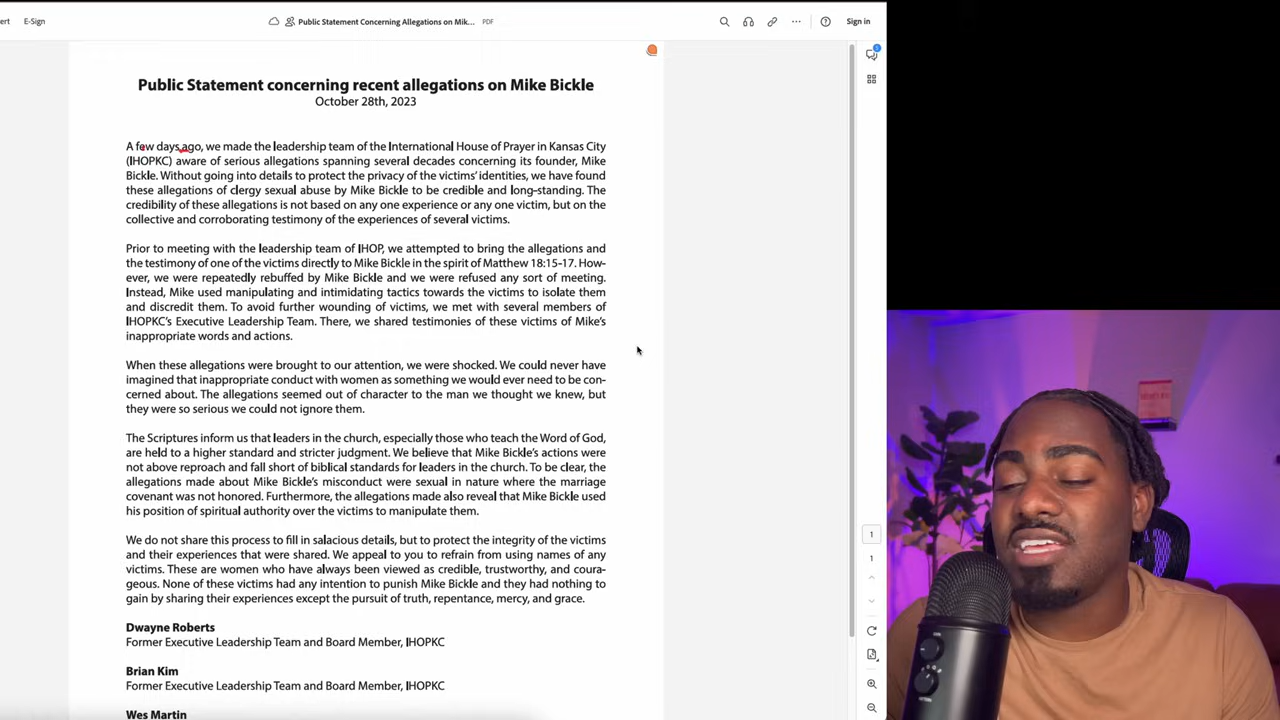 ert E-Sign Public Statement Concerning Allegations on Mik... PDF Sign in
Public Statement concerning recent allegations on Mike Bickle
October 28th, 2023
A few days ago, we made the leadership team of the International House of Prayer in Kansas City
(IHOPKC) aware of serious allegations spanning several decades concerning its founder, Mike
Bickle. Without going into details to protect the privacy of the victims' identities, we have found
these allegations of clergy sexual abuse by Mike Bickle to be credible and long-standing. The
credibility of these allegations is not based on any one experience or any one victim, but on the
collective and corroborating testimony of the experiences of several victims.
Prior to meeting with the leadership team of IHOP, we attempted to bring the allegations and
the testimony of one of the victims directly to Mike Bickle in the spirit of Matthew 18:15-17. How-
ever, we were repeatedly rebuffed by Mike Bickle and we were refused any sort of meeting.
Instead, Mike used manipulating and intimidating tactics towards the victims to isolate them
and discredit them. To avoid further wounding of victims, we met with several members of
IHOPKC's Executive Leadership Team. There, we shared testimonies of these victims of Mike's
inappropriate words and actions.
When these allegations were brought to our attention, we were shocked. We could never have
imagined that inappropriate conduct with women as something we would ever need to be con-
cerned about. The allegations seemed out of character to the man we thought we knew, but
they were so serious we could not ignore them.
The Scriptures inform us that leaders in the church, especially those who teach the Word of God,
are held to a higher standard and stricter judgment. We believe that Mike Bickle's actions were
not above reproach and fall short of biblical standards for leaders in the church. To be clear, the
allegations made about Mike Bickle's misconduct were sexual in nature where the marriage
covenant was not honored. Furthermore, the allegations made also reveal that Mike Bickle used
his position of spiritual authority over the victims to manipulate them.
We do not share this process to fill in salacious details, but to protect the integrity of the victims
and their experiences that were shared. We appeal to you to refrain from using names of any
victims. These are women who have always been viewed as credible, trustworthy, and coura-
geous. None of these victims had any intention to punish Mike Bickle and they had nothing to
gain by sharing their experiences except the pursuit of truth, repentance, mercy, and grace.
Dwayne Roberts
Former Executive Leadership Team and Board Member, IHOPKC
Brian Kim
Former Executive Leadership Team and Board Member, IHOPKC
Wes Martin
1
1